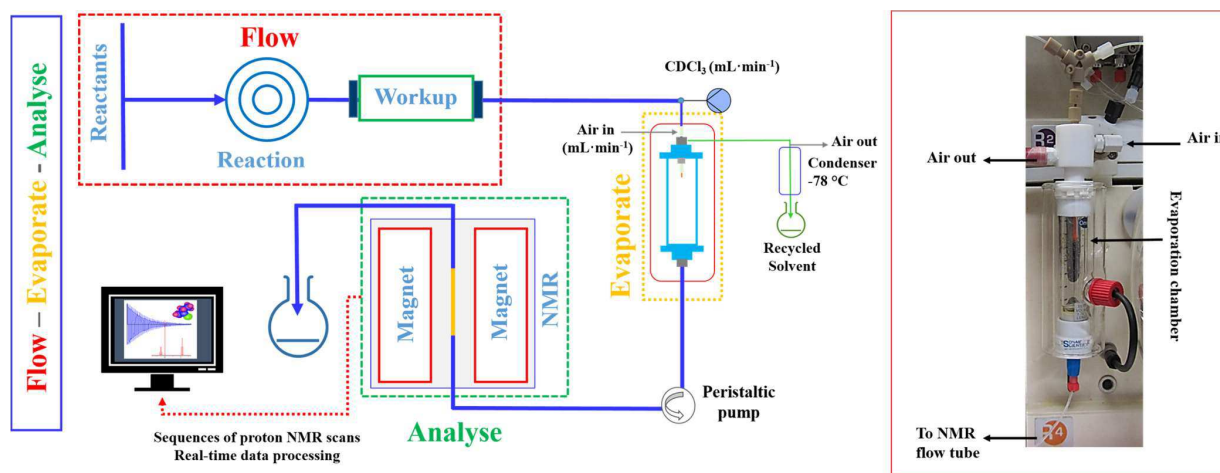 Flow – Evaporate - Analyse
Reactants
Flow
Reaction
Workup
CDCl₃ (mL·min⁻¹)
Air in
(mL·min⁻¹)
Evaporate
Air out
Condenser
-78 °C
Recycled
Solvent
Magnet
Magnet
NMR
Peristaltic
pump
Analyse
Sequences of proton NMR scans
Real-time data processing
Air out
Air in
Evaporation chamber
To NMR
flow tube
R2
R4